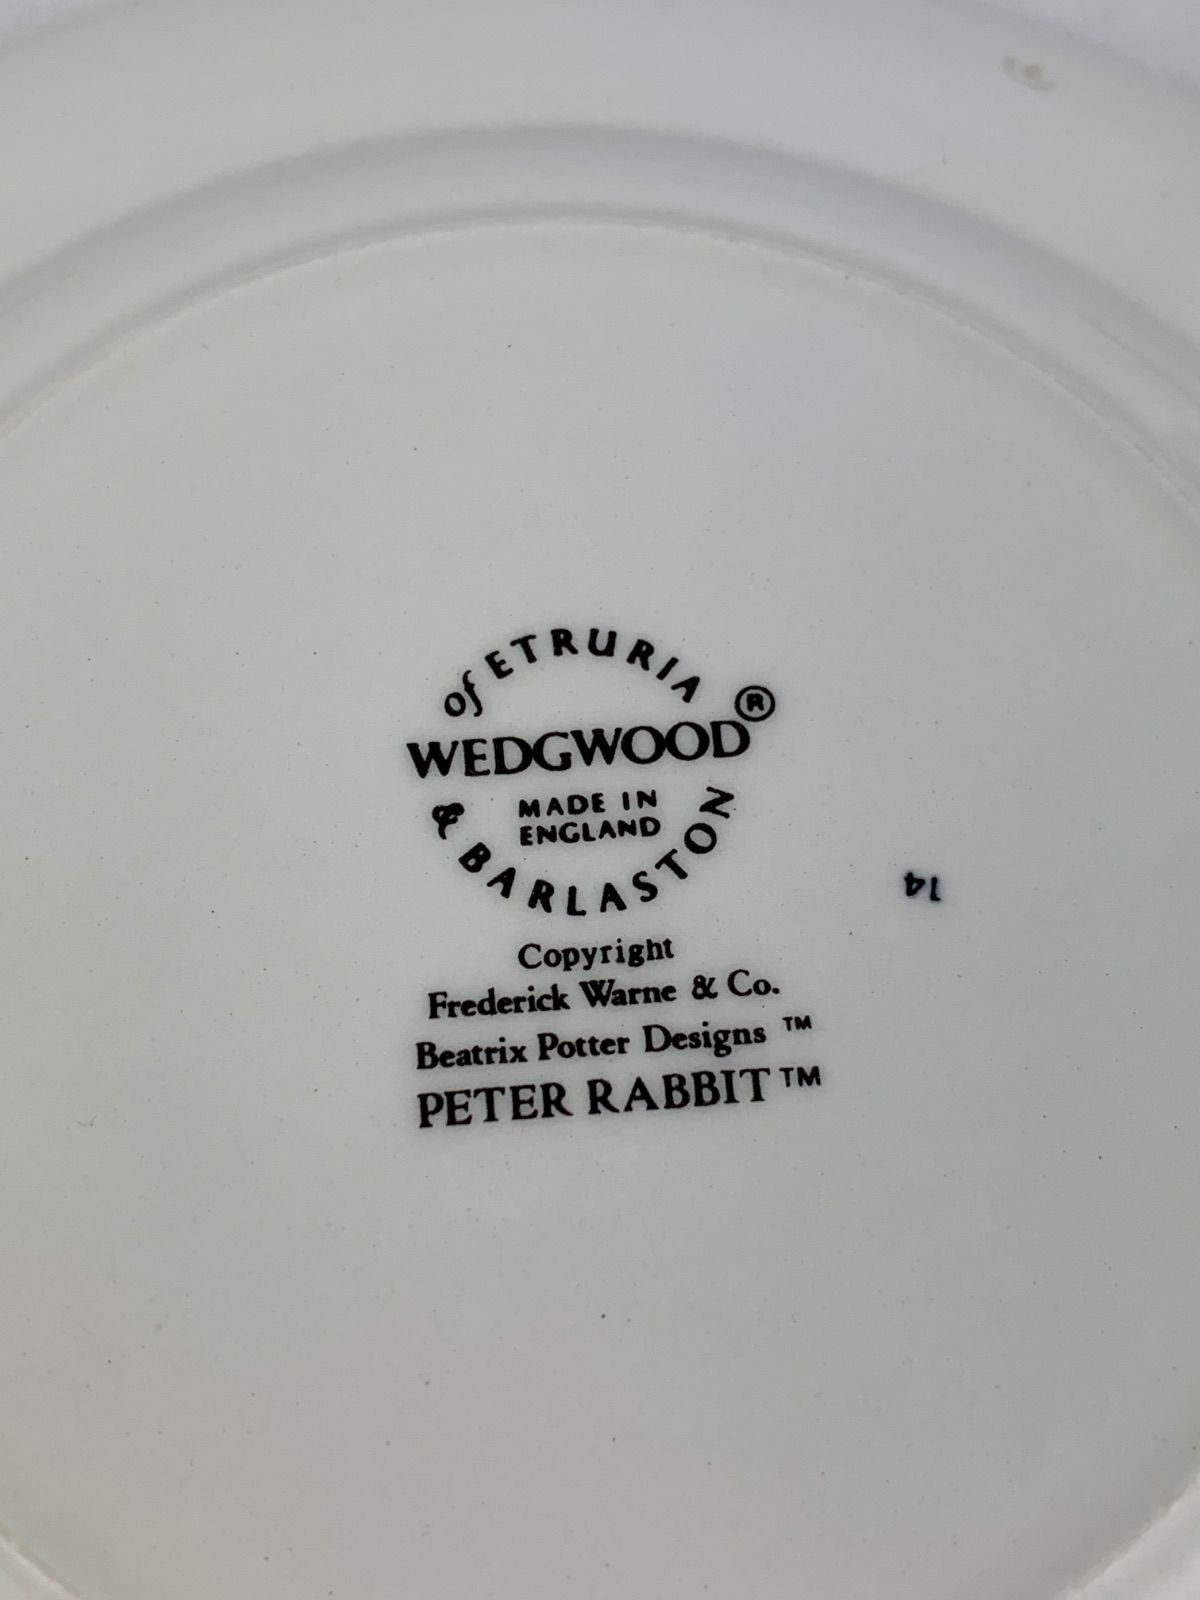 of ETRURIA
WEDGWOOD®
MADE IN
ENGLAND
& BARLASTON
14
Copyright
Frederick Warne & Co.
Beatrix Potter Designs ™
PETER RABBIT™